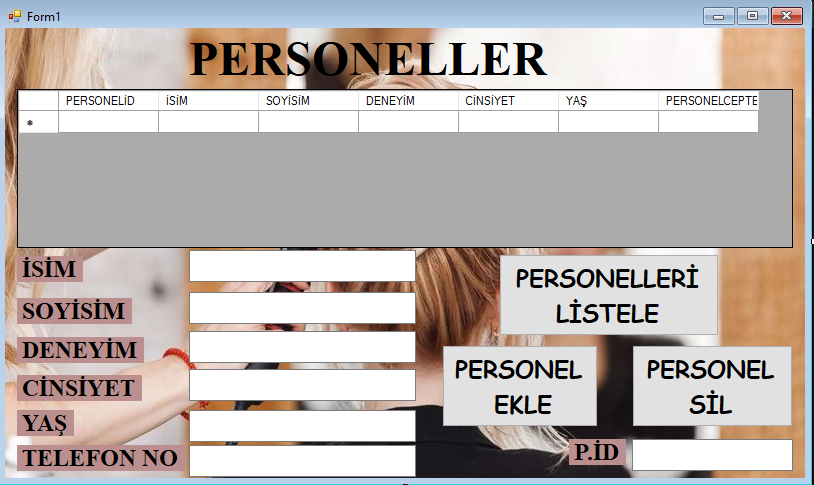 Form1
PERSONELLER
PERSONELİD İSİM SOYİSİM DENEYİM CİNSİYET YAŞ PERSONELCEPTE
İSİM
SOYİSİM
DENEYİM
CİNSİYET
YAŞ
TELEFON NO
PERSONELLERİ
LİSTELE
PERSONEL
EKLE
PERSONEL
SİL
P.İD